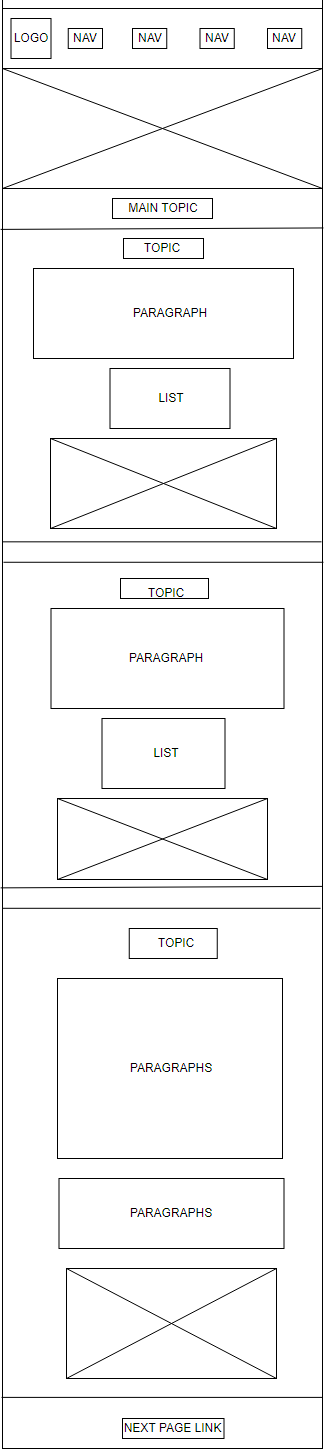 LOGO NAV NAV NAV NAV
MAIN TOPIC
TOPIC
PARAGRAPH
LIST
TOPIC
PARAGRAPH
LIST
TOPIC
PARAGRAPHS
PARAGRAPHS
NEXT PAGE LINK